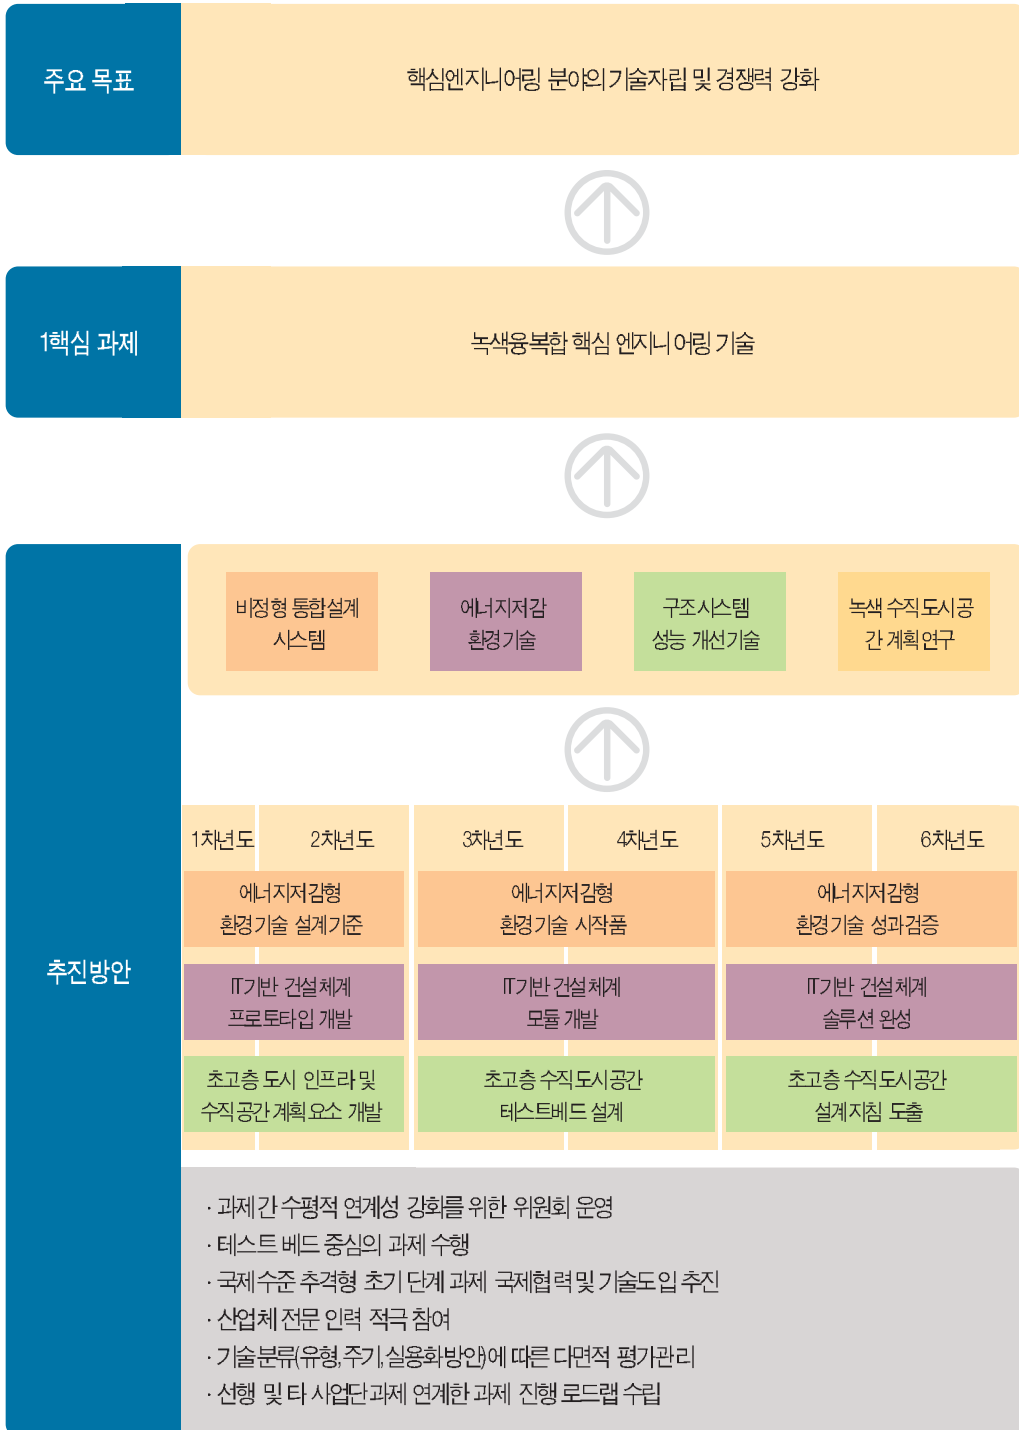 주요 목표
핵심엔지니어링 분야의 기술자립 및 경쟁력 강화
1핵심 과제
녹색융복합 핵심 엔지니어링 기술
추진방안
비정형 통합설계
시스템
에너지저감
환경기술
구조시스템
성능 개선기술
녹색 수직도시공
간 계획연구
1차년도
2차년도
3차년도
4차년도
5차년도
6차년도
에너지저감형
환경기술 설계기준
에너지저감형
환경기술 시작품
에너지저감형
환경기술 성과검증
IT기반 건설체계
프로토타입 개발
IT기반 건설체계
모듈 개발
IT기반 건설체계
솔루션 완성
초고층 도시 인프라 및
수직공간계획요소 개발
초고층 수직도시공간
테스트베드 설계
초고층 수직도시공간
설계지침 도출
· 과제간 수평적 연계성 강화를 위한 위원회 운영
· 테스트 베드 중심의 과제 수행
· 국제수준 추격형 초기 단계 과제 국제협력및 기술도입 추진
· 산업체 전문 인력 적극 참여
· 기술분류(유형,주기,실용화방안)에 따른 다면적 평가관리
· 선행 및 타 사업단과제 연계한 과제 진행 로드랩 수립